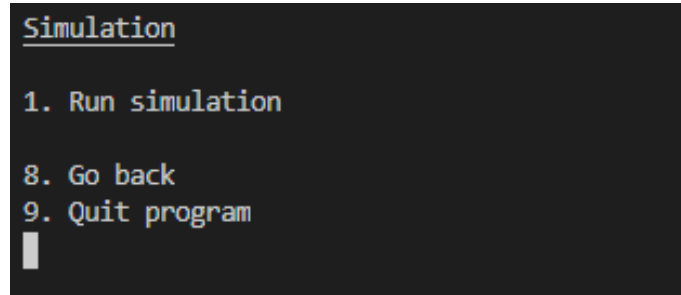 Simulation
1. Run simulation
8. Go back
9. Quit program